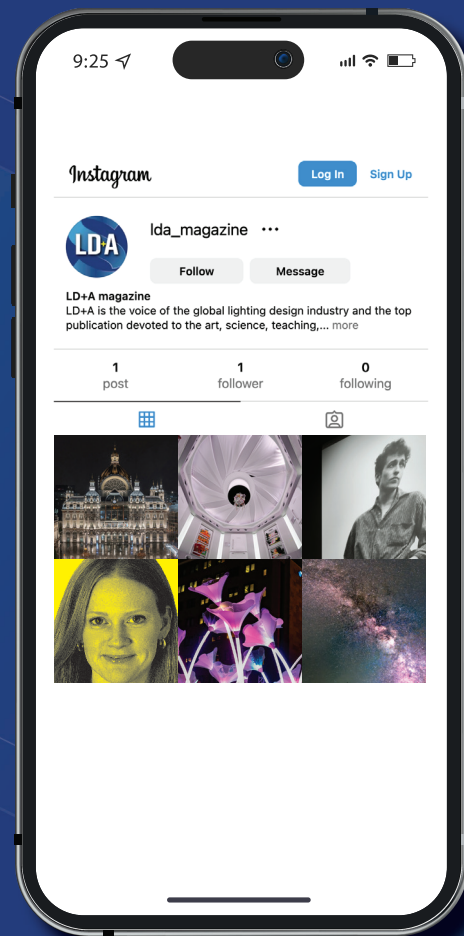 9:25
Instagram
Log In
Sign Up
LD+A
lda_magazine
Follow
Message
LD+A magazine
LD+A is the voice of the global lighting design industry and the top
publication devoted to the art, science, teaching,... more
1
post
1
follower
0
following